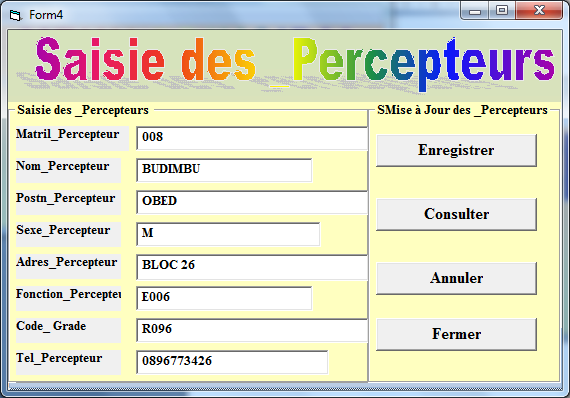 Form4
Saisie des _Percepteurs
Saisie des _Percepteurs
SMise à Jour des _Percepteurs
Matril_Percepteur 008
Nom_Percepteur BUDIMBU
Postn_Percepteur OBED
Sexe_Percepteur M
Adres_Percepteur BLOC 26
Fonction_Percepteu E006
Code_ Grade R096
Tel_Percepteur 0896773426
Enregistrer
Consulter
Annuler
Fermer